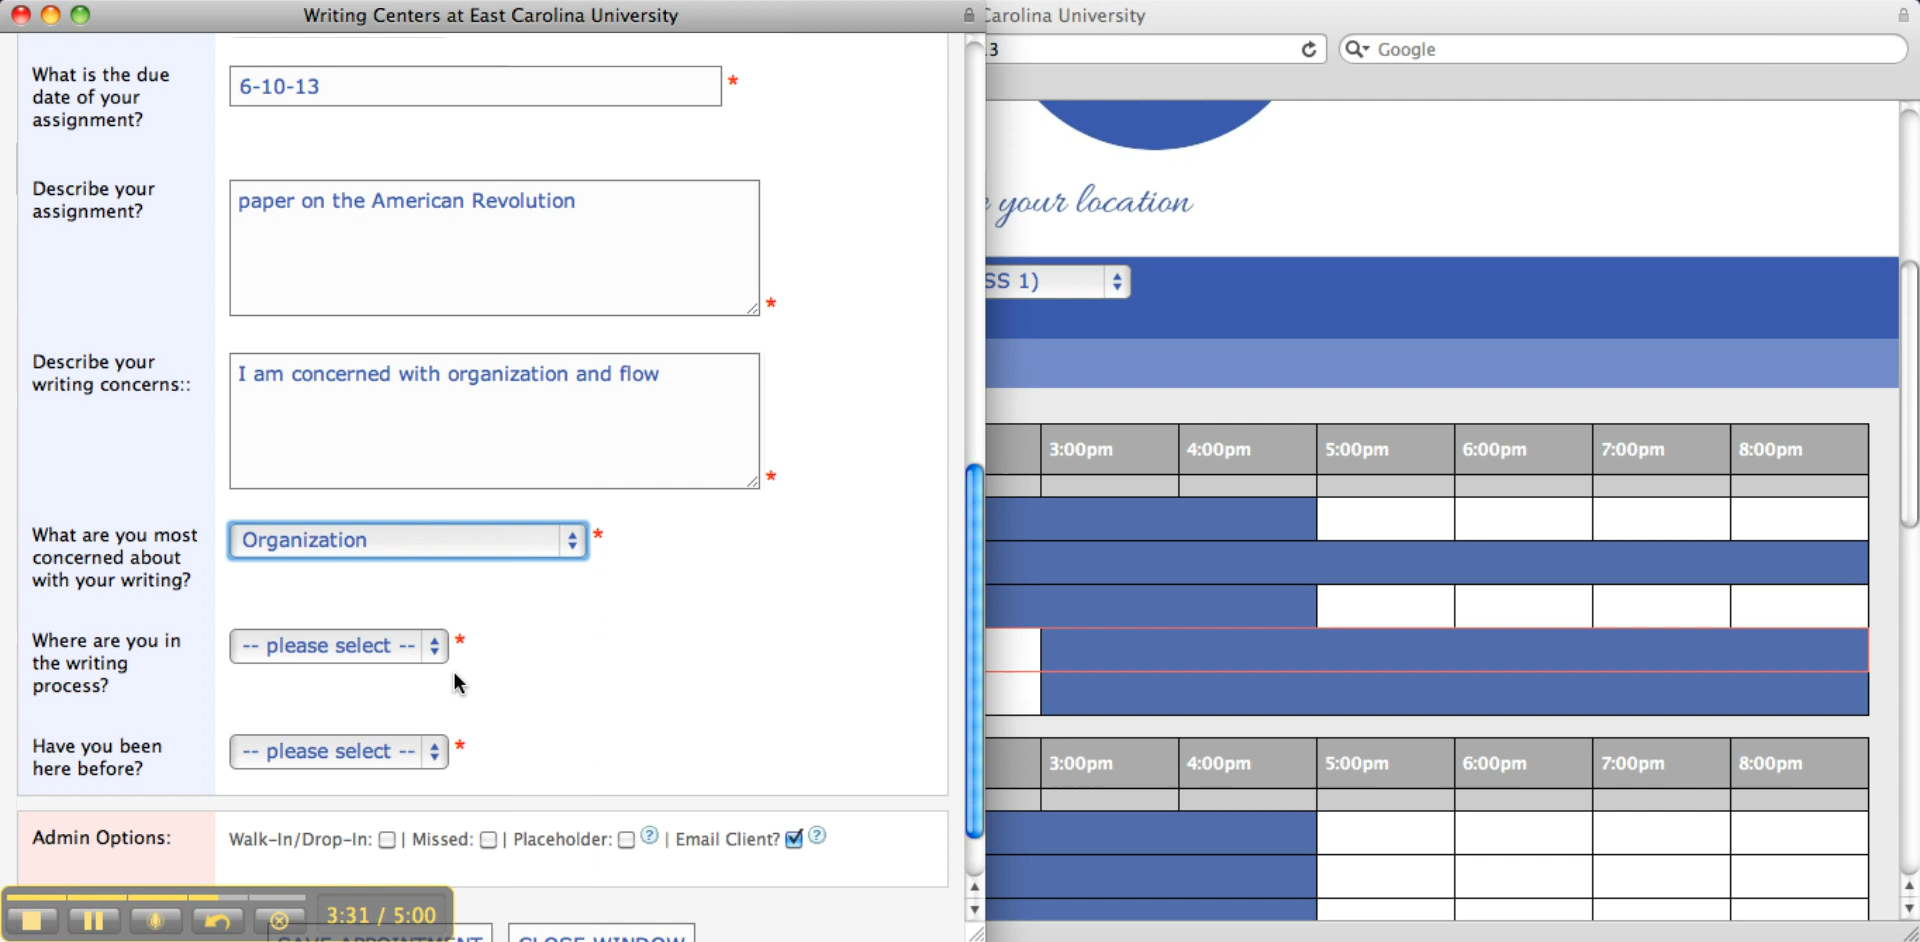 Writing Centers at East Carolina University
What is the due
date of your
assignment?
6-10-13
*
Describe your
assignment?
paper on the American Revolution
*
Describe your
writing concerns::
I am concerned with organization and flow
*
What are you most
concerned about
with your writing?
Organization
*
Where are you in
the writing
process?
-- please select --
*
Have you been
here before?
-- please select --
*
Admin Options:
Walk-In/Drop-In: | Missed: | Placeholder: ? | Email Client? ?
3:31 / 5:00
SAVE APPOINTMENT
CLOSE WINDOW
Carolina University
13
Google
your location
SS 1)
3:00pm 4:00pm 5:00pm 6:00pm 7:00pm 8:00pm
3:00pm 4:00pm 5:00pm 6:00pm 7:00pm 8:00pm